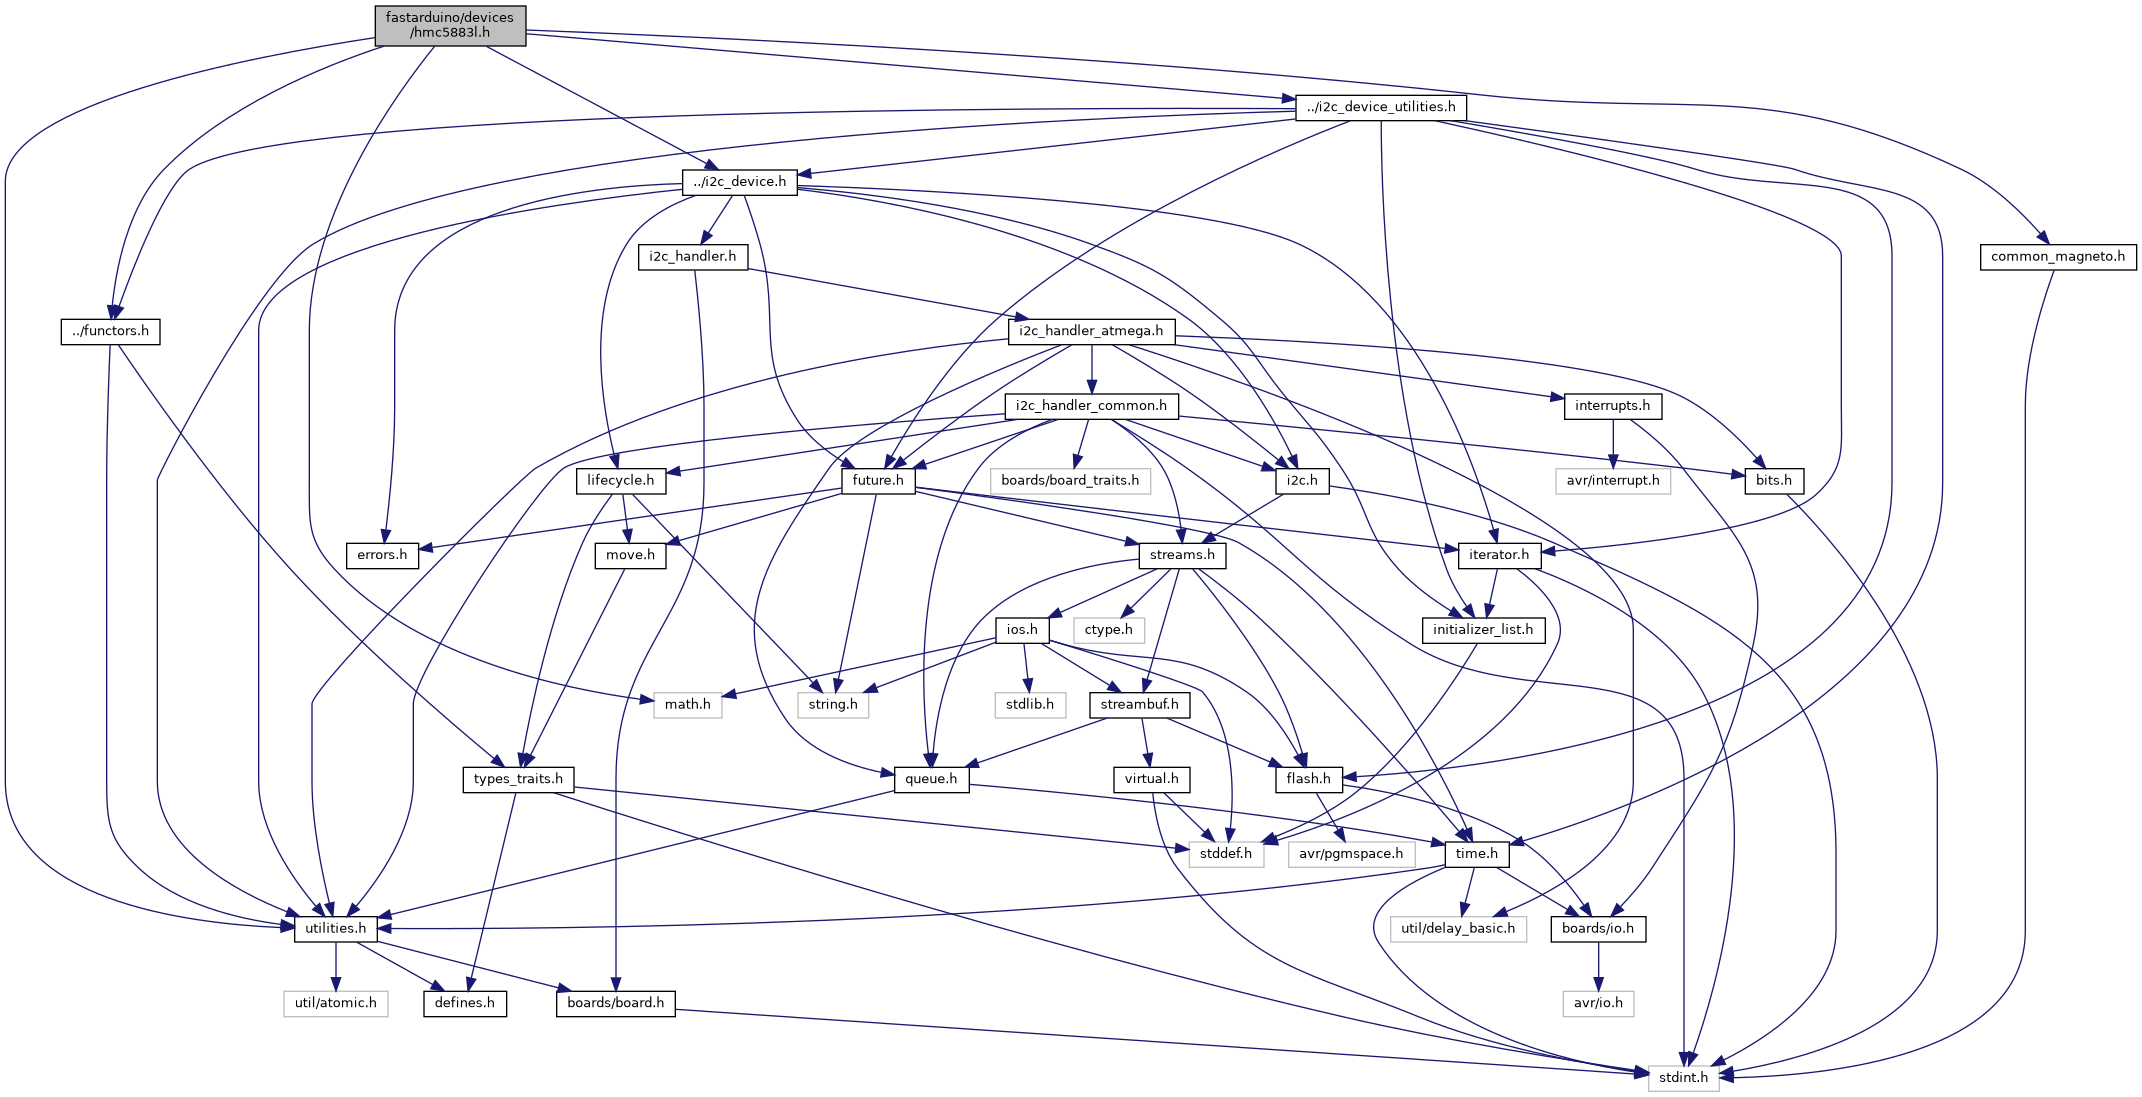 fastarduino/devices
/hmc5883l.h
../i2c_device_utilities.h
../i2c_device.h
i2c_handler.h
common_magneto.h
../functors.h
i2c_handler_atmega.h
i2c_handler_common.h
interrupts.h
lifecycle.h
future.h
boards/board_traits.h
i2c.h
avr/interrupt.h
bits.h
errors.h
move.h
streams.h
iterator.h
ios.h
ctype.h
initializer_list.h
math.h
string.h
stdlib.h
streambuf.h
types_traits.h
queue.h
virtual.h
flash.h
stddef.h
avr/pgmspace.h
time.h
utilities.h
util/delay_basic.h
boards/io.h
util/atomic.h
defines.h
boards/board.h
avr/io.h
stdint.h